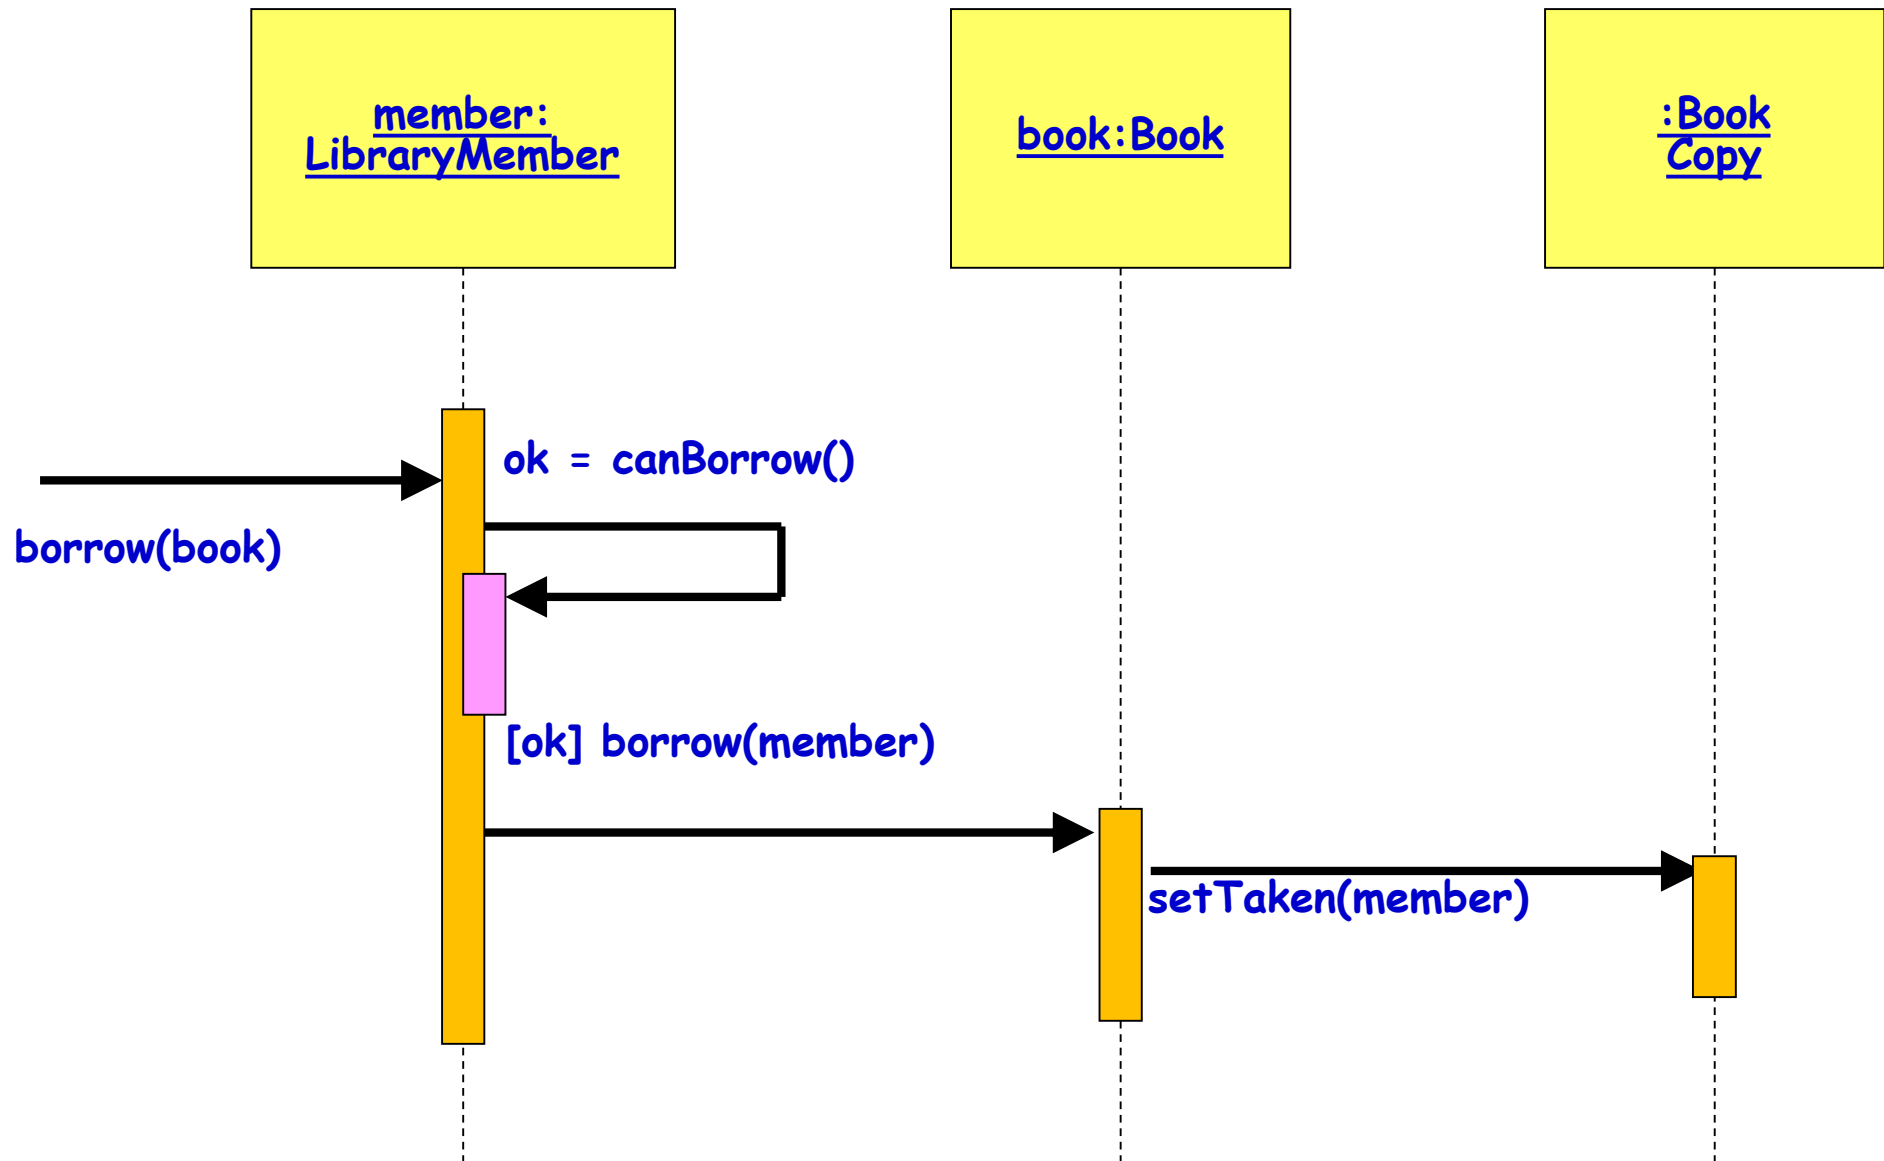 member:
LibraryMember
book:Book
:Book
Copy
ok = canBorrow()
borrow(book)
[ok] borrow(member)
setTaken(member)